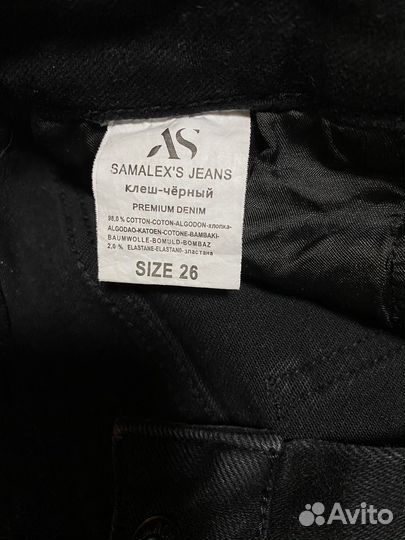 AS
SAMALEX'S JEANS
клеш-чёрный
PREMIUM DENIM
98,0 % COTTON-COTON-ALGODON-хлопка-
ALGODAO-KATOEN-COTONE-BAMBAKI-
BAUMWOLLE-BOMULD-BOMBAZ
2,0 % ELASTANE-ELASTANO-эластана
SIZE 26
Avito